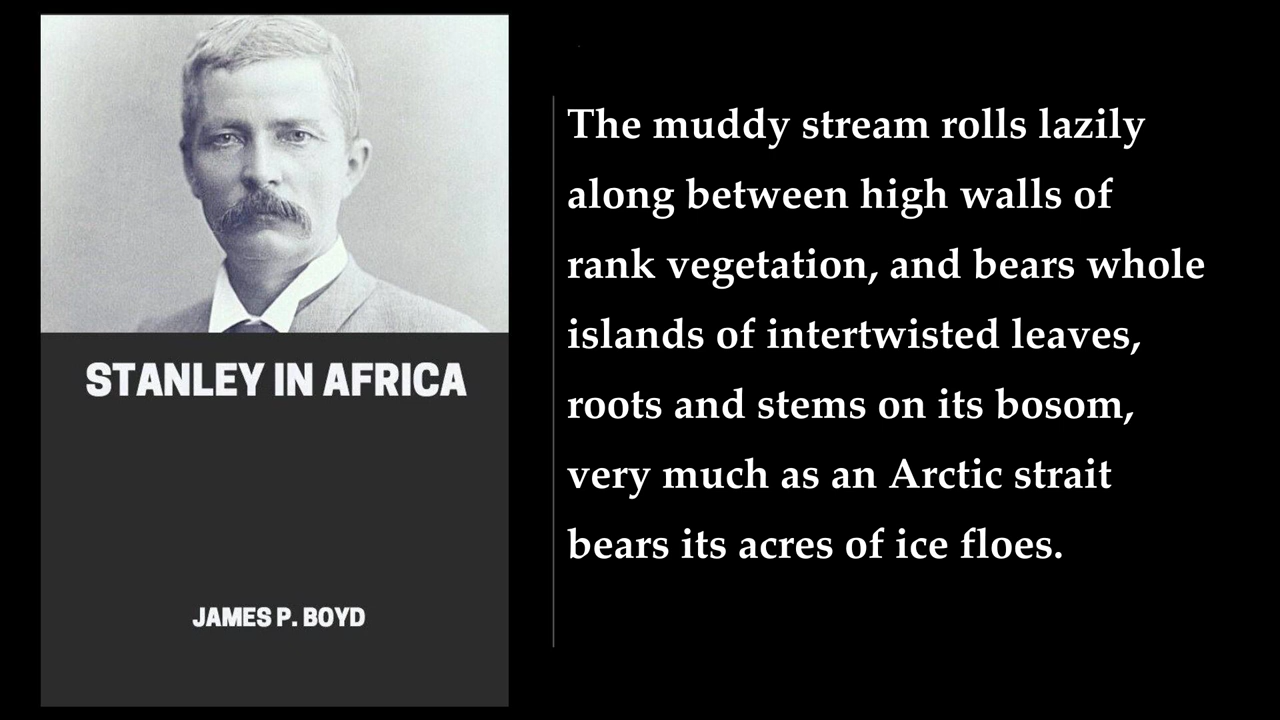 STANLEY IN AFRICA
JAMES P. BOYD
The muddy stream rolls lazily
along between high walls of
rank vegetation, and bears whole
islands of intertwisted leaves,
roots and stems on its bosom,
very much as an Arctic strait
bears its acres of ice floes.